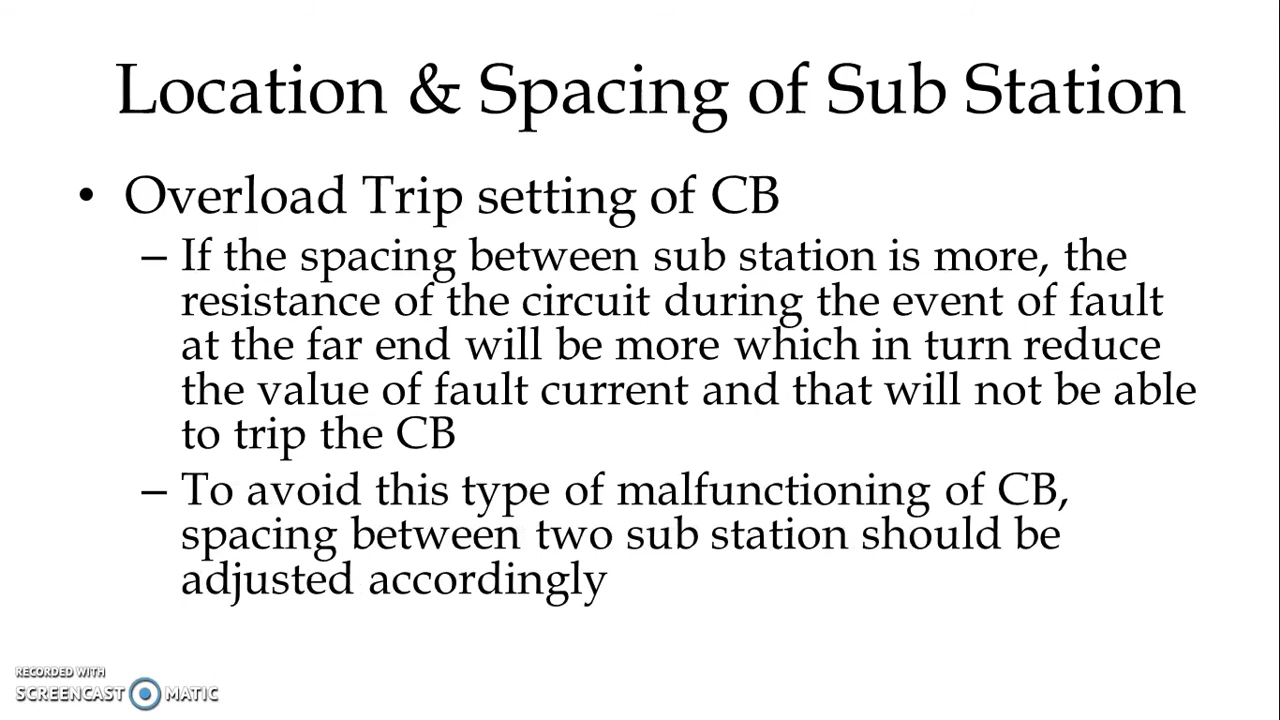 Location & Spacing of Sub Station
• Overload Trip setting of CB
– If the spacing between sub station is more, the
resistance of the circuit during the event of fault
at the far end will be more which in turn reduce
the value of fault current and that will not be able
to trip the CB
– To avoid this type of malfunctioning of CB,
spacing between two sub station should be
adjusted accordingly
RECORDED WITH
SCREENCAST MATIC